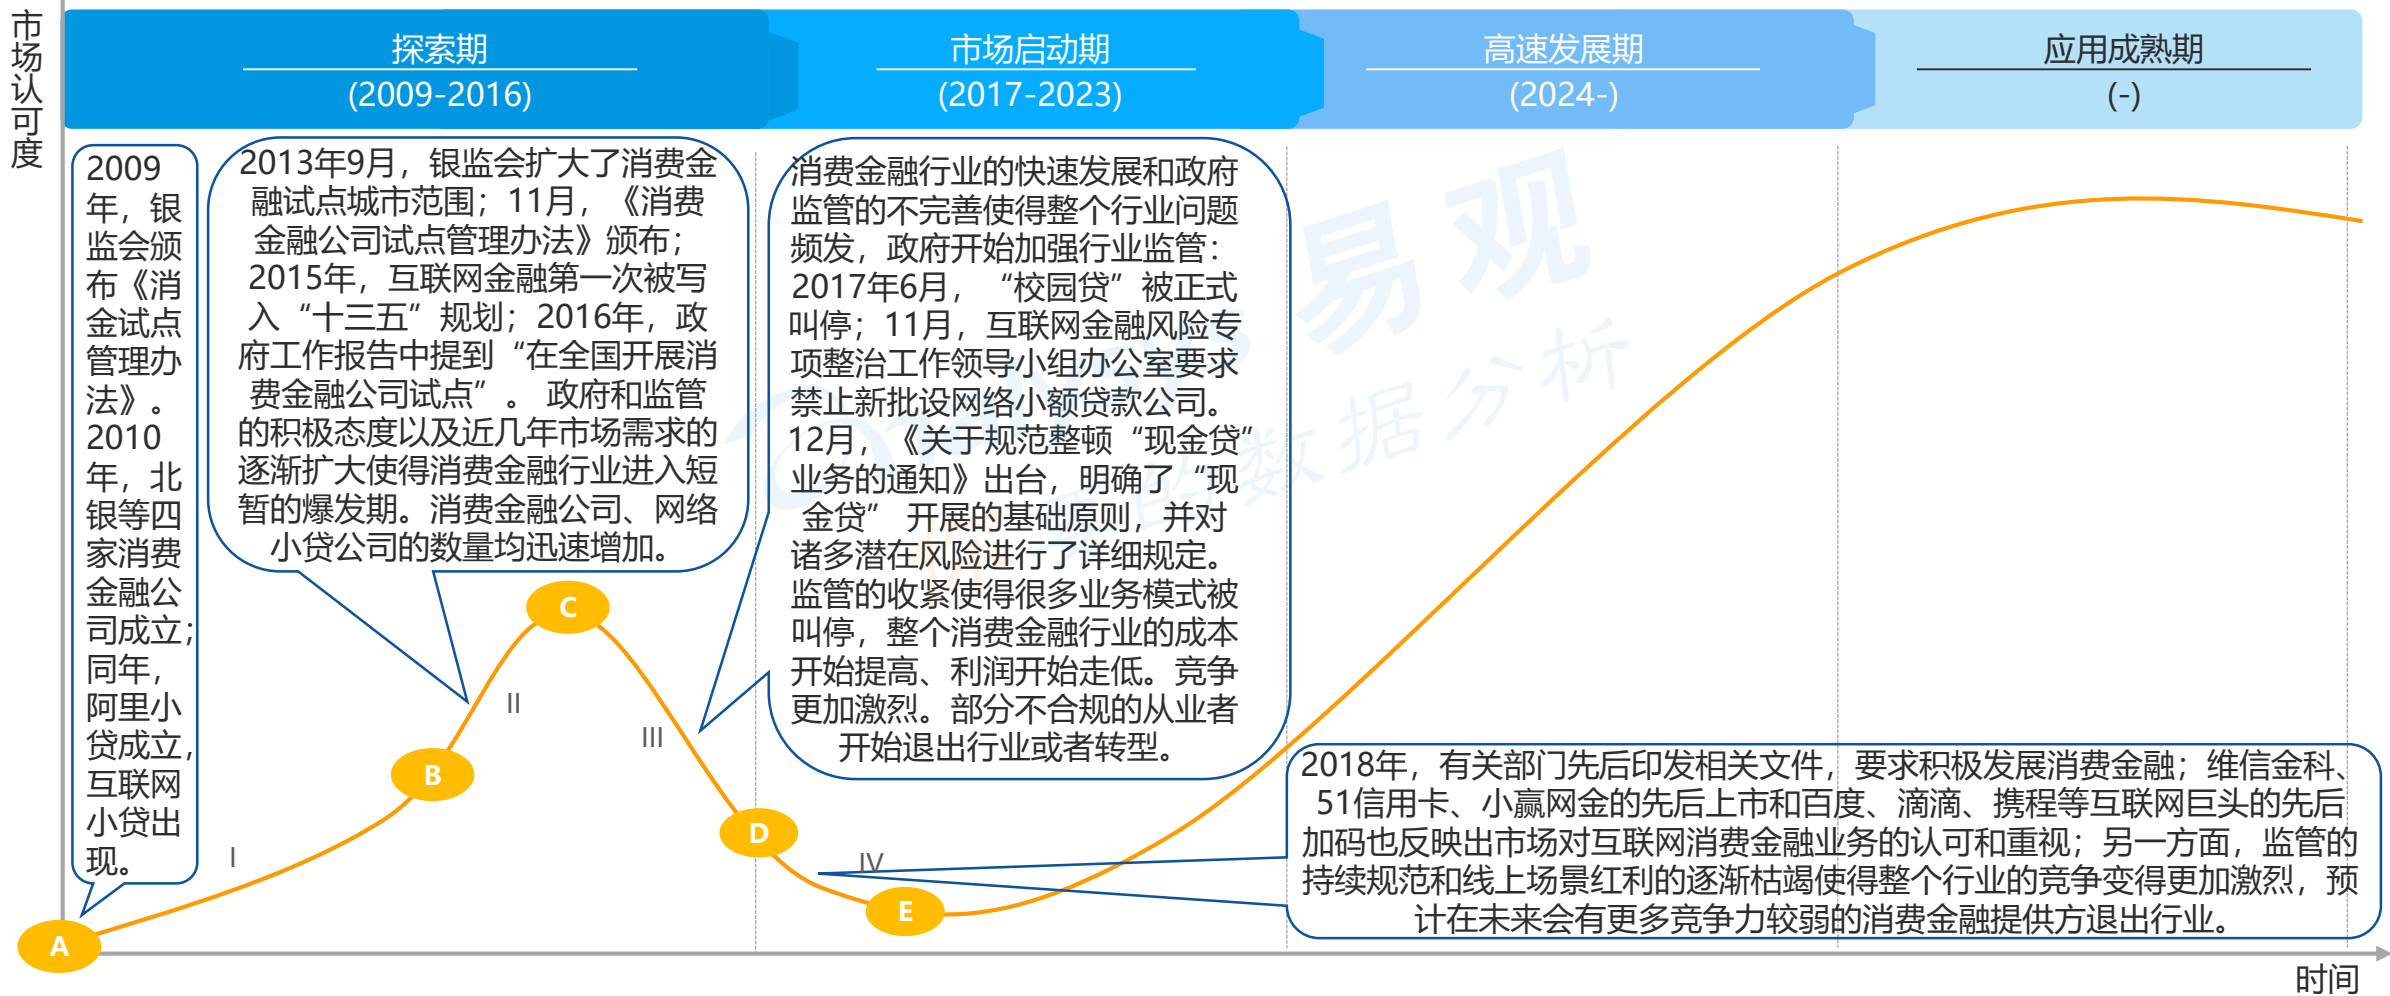 市场认可度
探索期
(2009-2016)
市场启动期
(2017-2023)
高速发展期
(2024-)
应用成熟期
(-)
2009
年，银
监会颁
布《消
金试点
管理办
法》。
2010
年，北
银等四
家消费
金融公
司成立；
同年，
阿里小
贷成立，
互联网
小贷出
现。
2013年9月，银监会扩大了消费金
融试点城市范围；11月，《消费
金融公司试点管理办法》颁布；
2015年，互联网金融第一次被写
入“十三五”规划；2016年，政
府工作报告中提到“在全国开展消
费金融公司试点”。 政府和监管
的积极态度以及近几年市场需求的
逐渐扩大使得消费金融行业进入短
暂的爆发期。消费金融公司、网络
小贷公司的数量均迅速增加。
消费金融行业的快速发展和政府
监管的不完善使得整个行业问题
频发，政府开始加强行业监管：
2017年6月，“校园贷”被正式
叫停；11月，互联网金融风险专
项整治工作领导小组办公室要求
禁止新批设网络小额贷款公司。
12月，《关于规范整顿“现金贷”
业务的通知》出台，明确了“现
金贷” 开展的基础原则，并对
诸多潜在风险进行了详细规定。
监管的收紧使得很多业务模式被
叫停，整个消费金融行业的成本
开始提高、利润开始走低。竞争
更加激烈。部分不合规的从业者
开始退出行业或者转型。
2018年，有关部门先后印发相关文件，要求积极发展消费金融；维信金科、
51信用卡、小赢网金的先后上市和百度、滴滴、携程等互联网巨头的先后
加码也反映出市场对互联网消费金融业务的认可和重视；另一方面，监管的
持续规范和线上场景红利的逐渐枯竭使得整个行业的竞争变得更加激烈，预
计在未来会有更多竞争力较弱的消费金融提供方退出行业。
A
B
C
D
E
I
II
III
IV
时间
analysys 易观
你要的数据分析